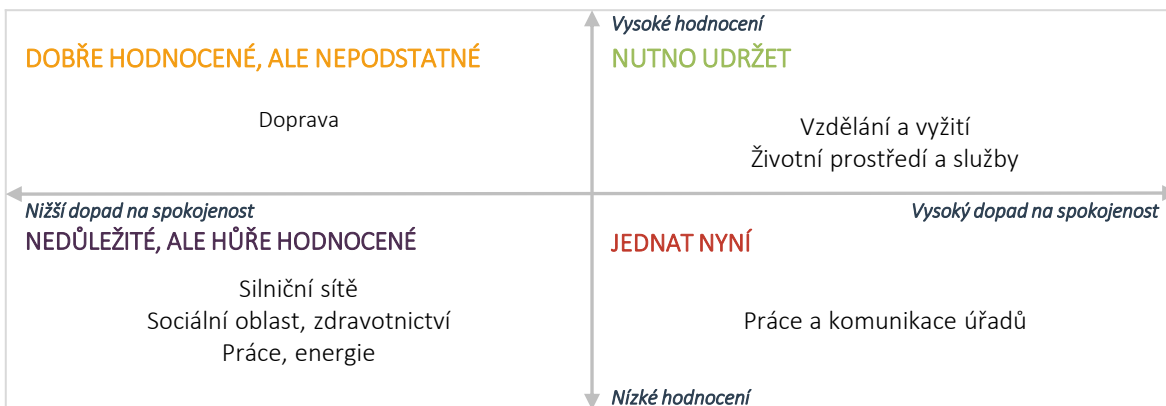 Vysoké hodnocení
DOBŘE HODNOCENÉ, ALE NEPODSTATNÉ
Doprava
NUTNO UDRŽET
Vzdělání a vyžití
Životní prostředí a služby
Nižší dopad na spokojenost
Vysoký dopad na spokojenost
NEDŮLEŽITÉ, ALE HŮŘE HODNOCENÉ
Silniční sítě
Sociální oblast, zdravotnictví
Práce, energie
JEDNAT NYNÍ
Práce a komunikace úřadů
Nízké hodnocení